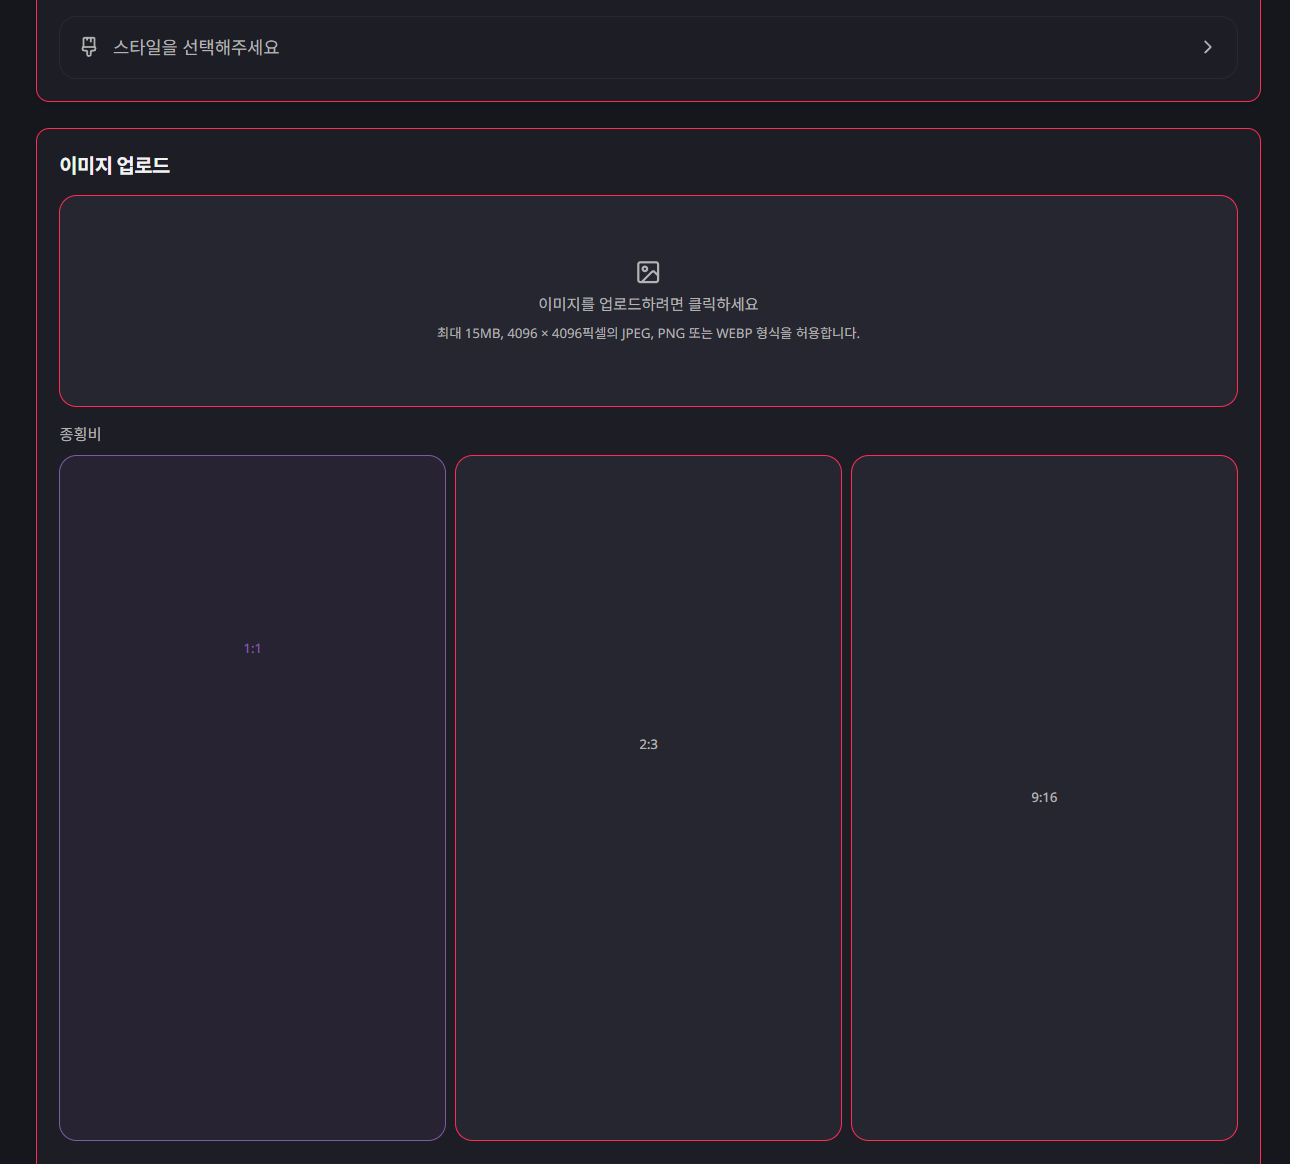 스타일을 선택해주세요
이미지 업로드
이미지를 업로드하려면 클릭하세요
최대 15MB, 4096 × 4096픽셀의 JPEG, PNG 또는 WEBP 형식을 허용합니다.
종횡비
1:1
2:3
9:16